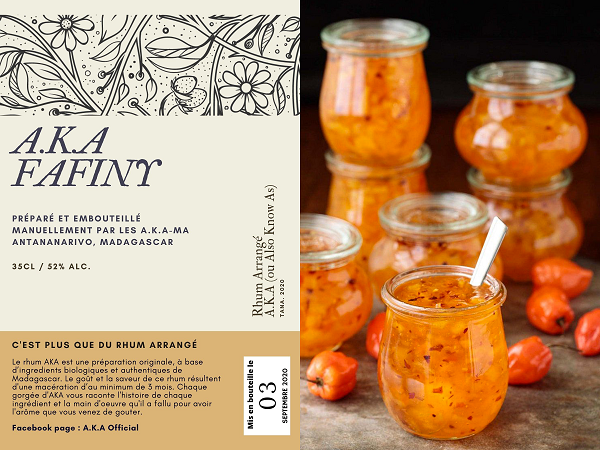 A.K.A
FAFINY
PRÉPARÉ ET EMBOUTEILLÉ
MANUELLEMENT PAR LES A.K.A-MA
ANTANANARIVO, MADAGASCAR
35CL / 52% ALC.
Rhum Arrangé
A.K.A (ou Also Know As)
TANA. 2020
C'EST PLUS QUE DU RHUM ARRANGÉ
Le rhum AKA est une préparation originale, à base
d'ingredients biologiques et authentiques de
Madagascar. Le goût et la saveur de ce rhum résultent
d'une macération d'au minimum de 3 mois. Chaque
gorgée d'AKA vous raconte l'histoire de chaque
ingrédient et la main d'oeuvre qu'il a fallu pour avoir
l'arôme que vous venez de gouter.
Facebook page : A.K.A Official
Mis en bouteille le
03
SEPTEMBRE 2020